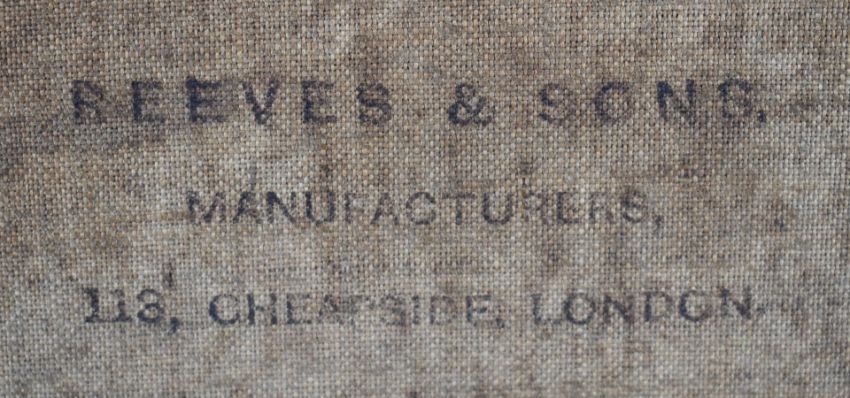 REEVES & SONS,
MANUFACTURERS,
113, CHEAPSIDE, LONDON